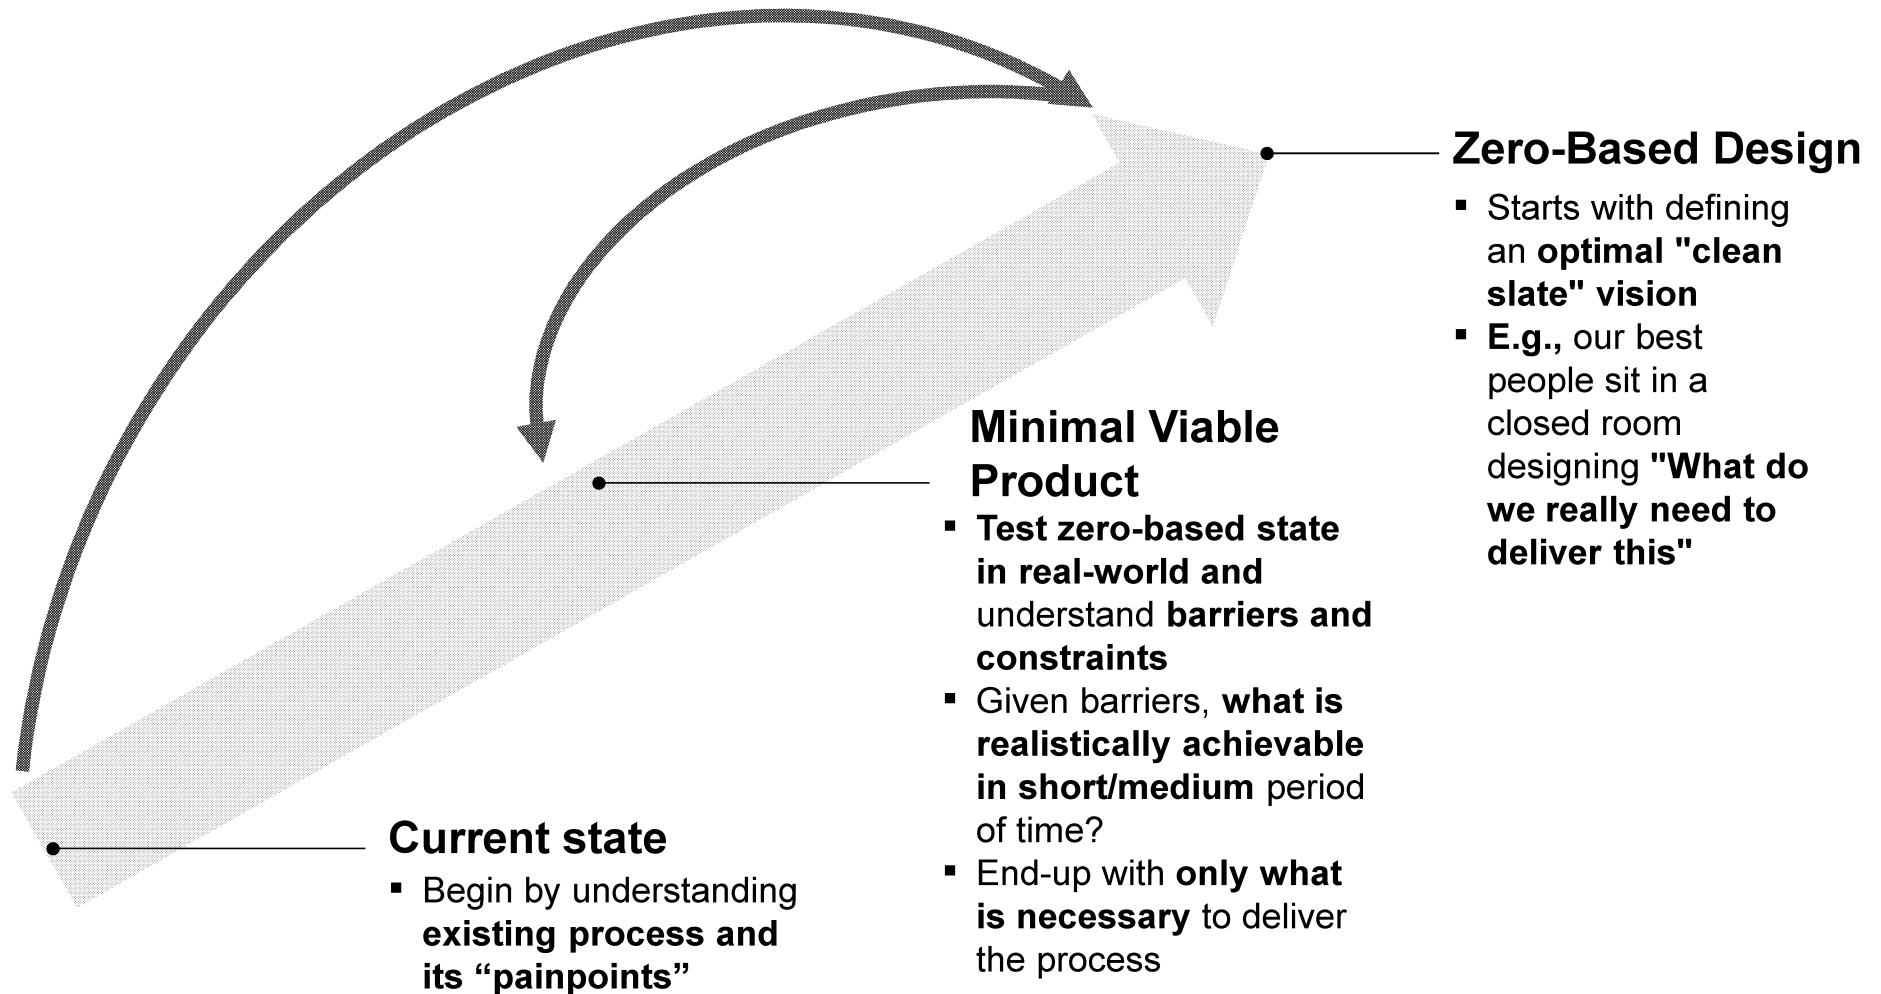 Zero-Based Design
▪ Starts with defining
an optimal "clean
slate" vision
▪ E.g., our best
people sit in a
closed room
designing "What do
we really need to
deliver this"
Minimal Viable
Product
▪ Test zero-based state
in real-world and
understand barriers and
constraints
▪ Given barriers, what is
realistically achievable
in short/medium period
of time?
▪ End-up with only what
is necessary to deliver
the process
Current state
▪ Begin by understanding
existing process and
its “painpoints”